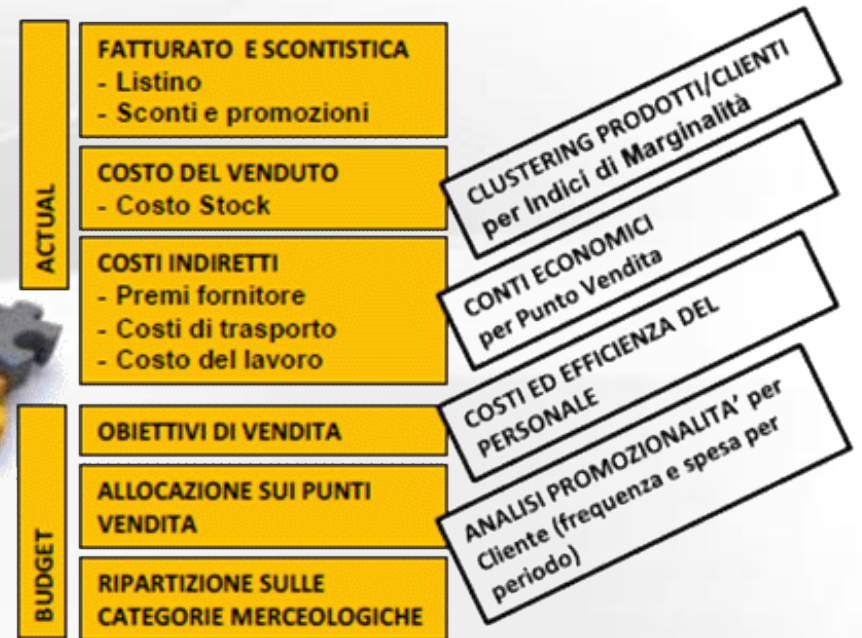 ACTUAL
FATTURATO E SCONTISTICA
- Listino
- Sconti e promozioni
COSTO DEL VENDUTO
- Costo Stock
COSTI INDIRETTI
- Premi fornitore
- Costi di trasporto
- Costo del lavoro
BUDGET
OBIETTIVI DI VENDITA
ALLOCAZIONE SUI PUNTI
VENDITA
RIPARTIZIONE SULLE
CATEGORIE MERCEOLOGICHE
CLUSTERING PRODOTTI/CLIENTI
per Indici di Marginalità
CONTI ECONOMICI
per Punto Vendita
COSTI ED EFFICIENZA DEL
PERSONALE
ANALISI PROMOZIONALITA' per
Cliente (frequenza e spesa per
periodo)